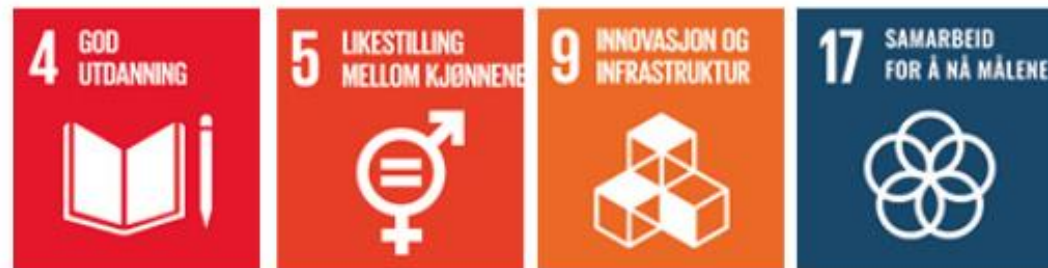 4 GOD
UTDANNING
5 LIKESTILLING
MELLOM KJØNNENE
9 INNOVASJON OG
INFRASTRUKTUR
17 SAMARBEID
FOR Å NÅ MÅLENE